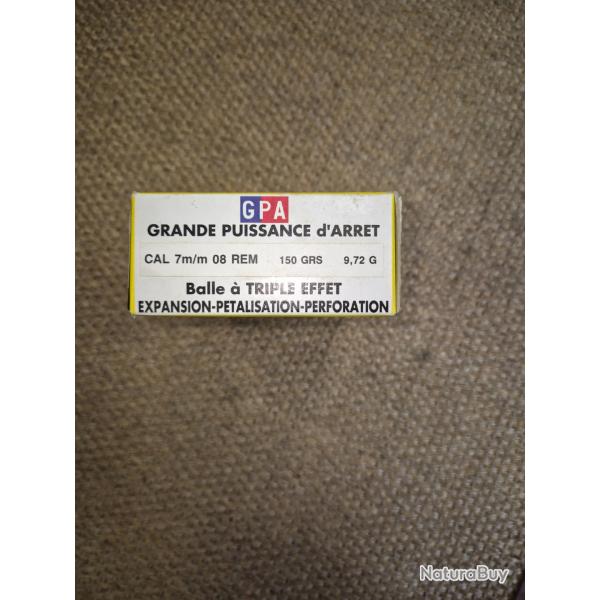 GPA
GRANDE PUISSANCE d'ARRET
CAL 7m/m 08 REM 150 GRS 9,72 G
Balle à TRIPLE EFFET
EXPANSION-PETALISATION-PERFORATION
NaturaBuy